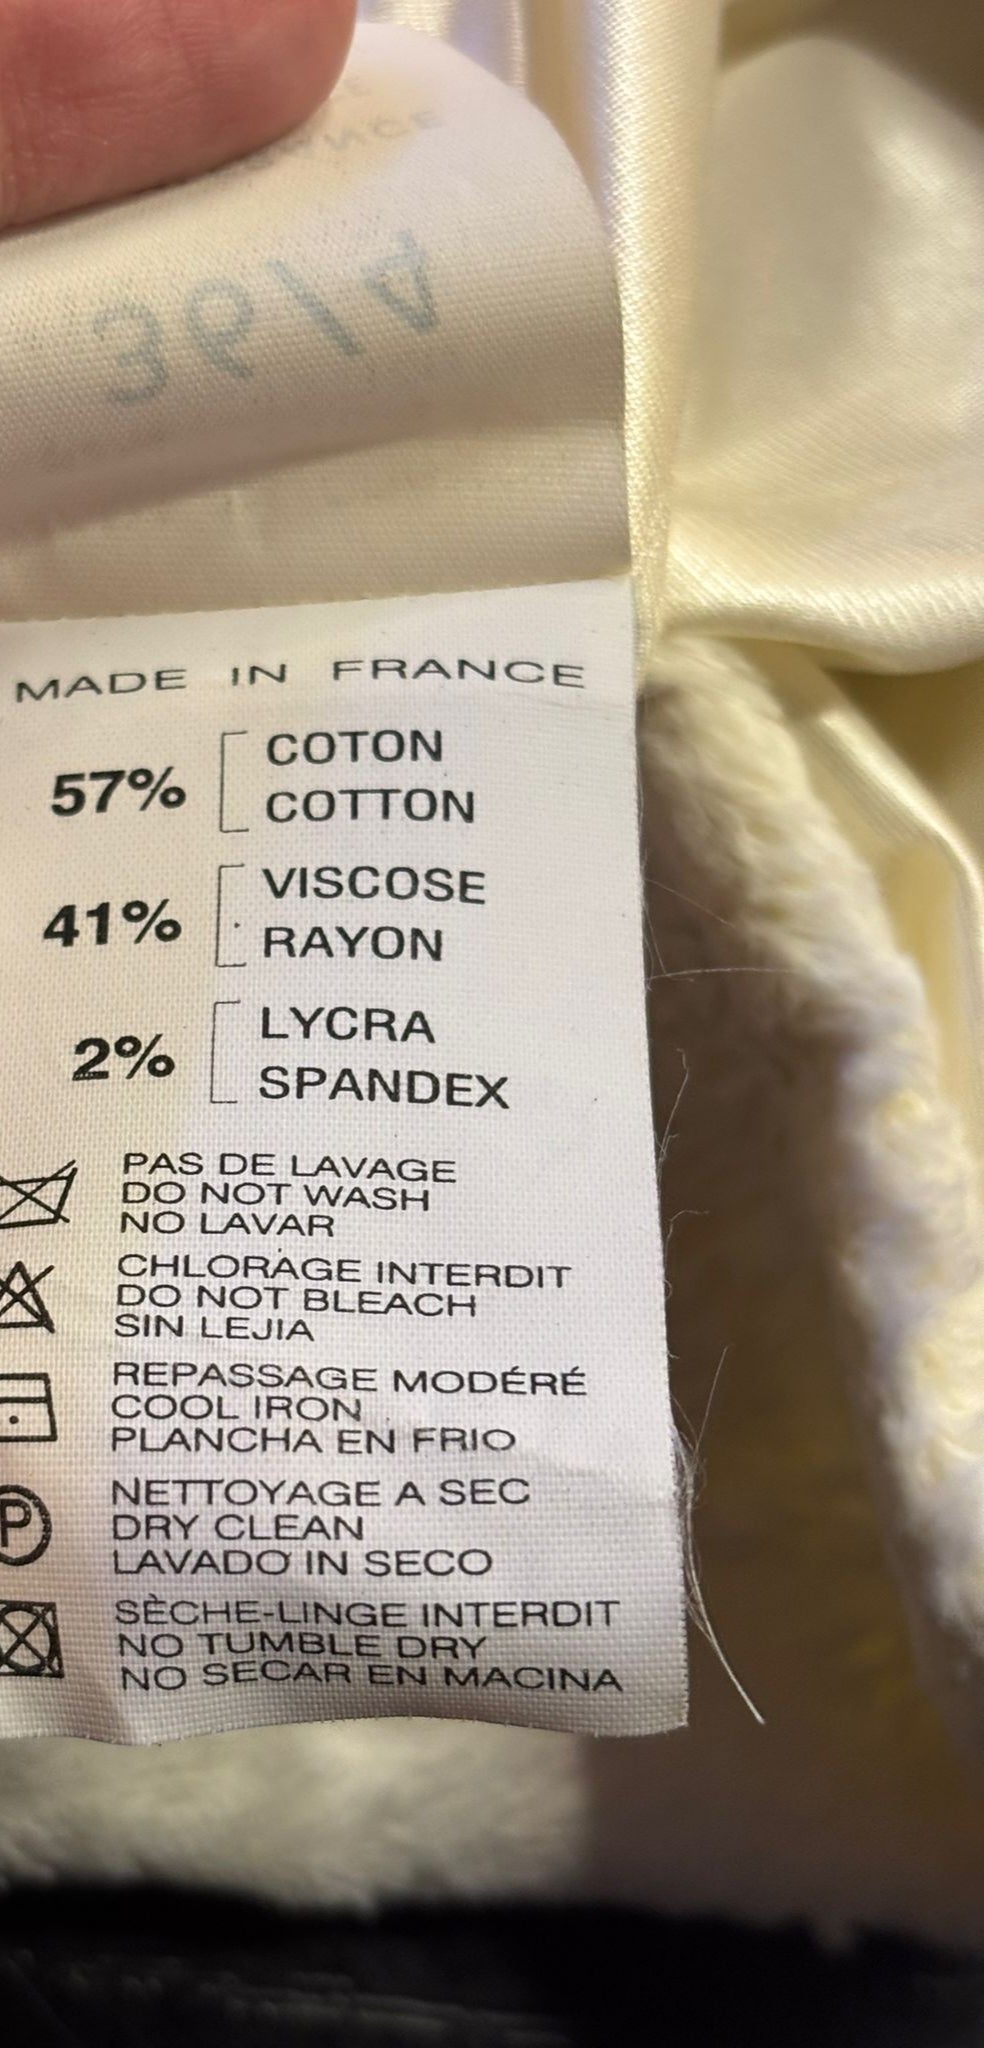 36/4
MADE IN FRANCE
57% COTON
COTTON
41% VISCOSE
RAYON
2% LYCRA
SPANDEX
PAS DE LAVAGE
DO NOT WASH
NO LAVAR
CHLORAGE INTERDIT
DO NOT BLEACH
SIN LEJIA
REPASSAGE MODÉRÉ
COOL IRON
PLANCHA EN FRIO
P
NETTOYAGE A SEC
DRY CLEAN
LAVADO IN SECO
SÈCHE-LINGE INTERDIT
NO TUMBLE DRY
NO SECAR EN MACINA